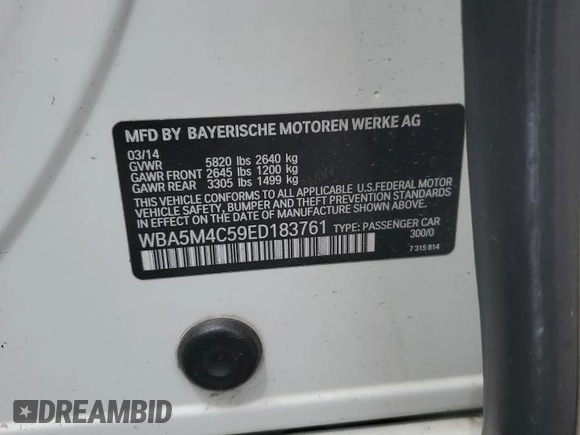 MFD BY BAYERISCHE MOTOREN WERKE AG
03/14
GVWR 5820 lbs 2640 kg
GAWR FRONT 2645 lbs 1200 kg
GAWR REAR 3305 lbs 1499 kg
THIS VEHICLE CONFORMS TO ALL APPLICABLE U.S.FEDERAL MOTOR
VEHICLE SAFETY, BUMPER, AND THEFT PREVENTION STANDARDS
IN EFFECT ON THE DATE OF MANUFACTURE SHOWN ABOVE.
WBA5M4C59ED183761 TYPE: PASSENGER CAR
300/0
7 315 814
DREAMBID